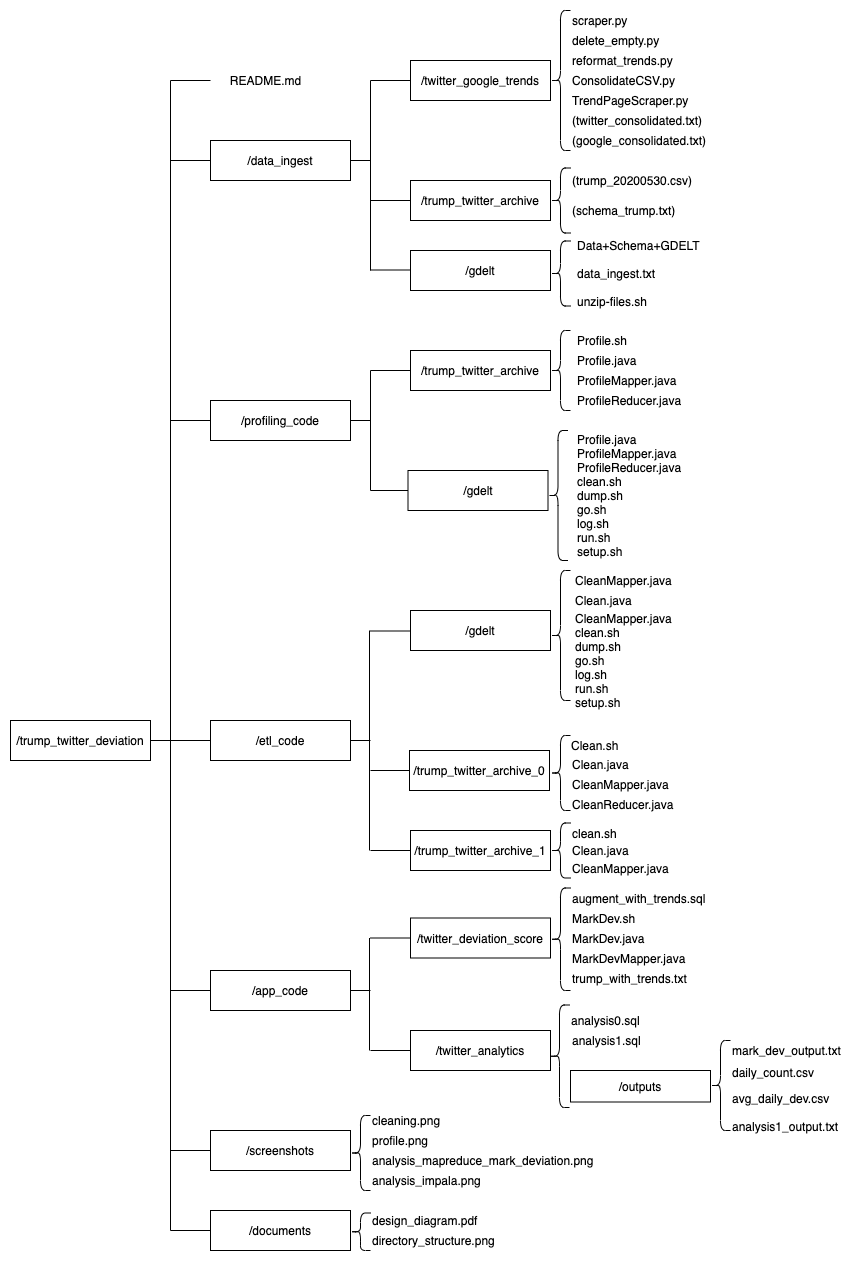 /trump_twitter_deviation
README.md
/data_ingest
/twitter_google_trends
scraper.py
delete_empty.py
reformat_trends.py
ConsolidateCSV.py
TrendPageScraper.py
(twitter_consolidated.txt)
(google_consolidated.txt)
/trump_twitter_archive
(trump_20200530.csv)
(schema_trump.txt)
/gdelt
Data+Schema+GDELT
data_ingest.txt
unzip-files.sh
/profiling_code
/trump_twitter_archive
Profile.sh
Profile.java
ProfileMapper.java
ProfileReducer.java
/gdelt
Profile.java
ProfileMapper.java
ProfileReducer.java
clean.sh
dump.sh
go.sh
log.sh
run.sh
setup.sh
/etl_code
/gdelt
CleanMapper.java
Clean.java
CleanMapper.java
clean.sh
dump.sh
go.sh
log.sh
run.sh
setup.sh
/trump_twitter_archive_0
Clean.sh
Clean.java
CleanMapper.java
CleanReducer.java
/trump_twitter_archive_1
clean.sh
Clean.java
CleanMapper.java
/app_code
/twitter_deviation_score
augment_with_trends.sql
MarkDev.sh
MarkDev.java
MarkDevMapper.java
trump_with_trends.txt
/twitter_analytics
analysis0.sql
analysis1.sql
/outputs
mark_dev_output.txt
daily_count.csv
avg_daily_dev.csv
analysis1_output.txt
/screenshots
cleaning.png
profile.png
analysis_mapreduce_mark_deviation.png
analysis_impala.png
/documents
design_diagram.pdf
directory_structure.png